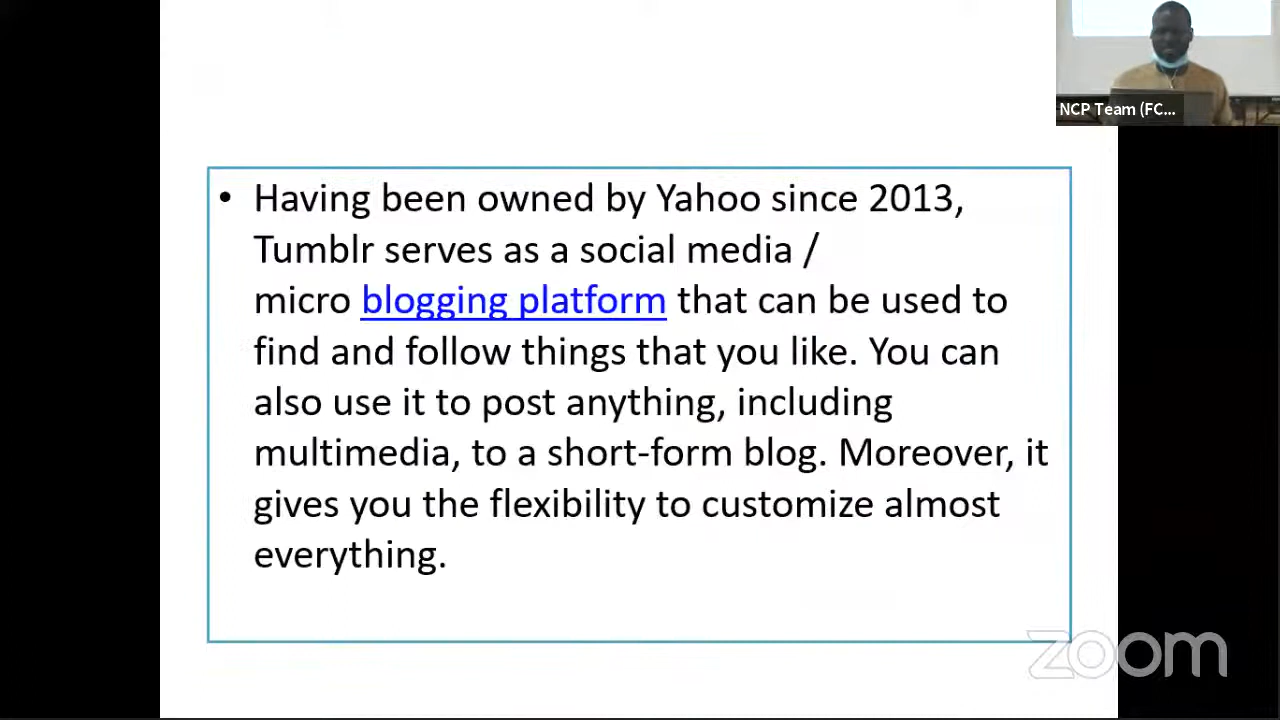 NCP Team (FC...
• Having been owned by Yahoo since 2013,
Tumblr serves as a social media /
micro blogging platform that can be used to
find and follow things that you like. You can
also use it to post anything, including
multimedia, to a short-form blog. Moreover, it
gives you the flexibility to customize almost
everything.
zoom